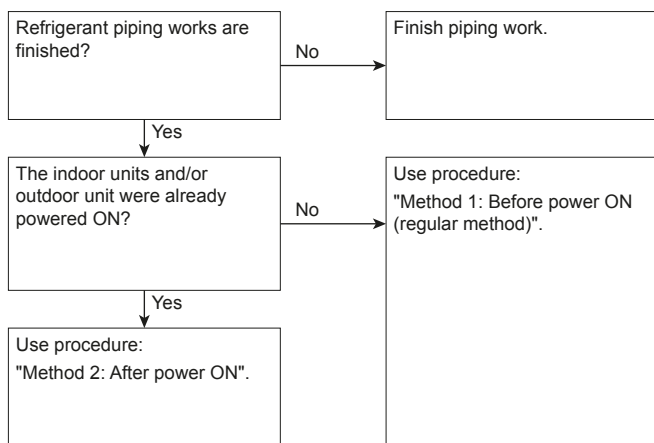 Refrigerant piping works are
finished?
No
Finish piping work.
Yes
The indoor units and/or
outdoor unit were already
powered ON?
No
Use procedure:
"Method 1: Before power ON
(regular method)".
Yes
Use procedure:
"Method 2: After power ON".